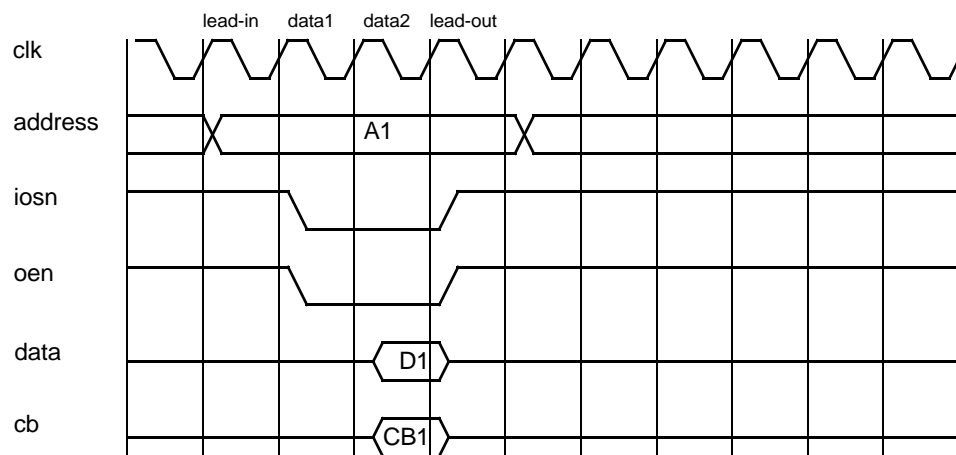 lead-in data1 data2 lead-out
clk
address A1
iosn
oen
data D1
cb CB1